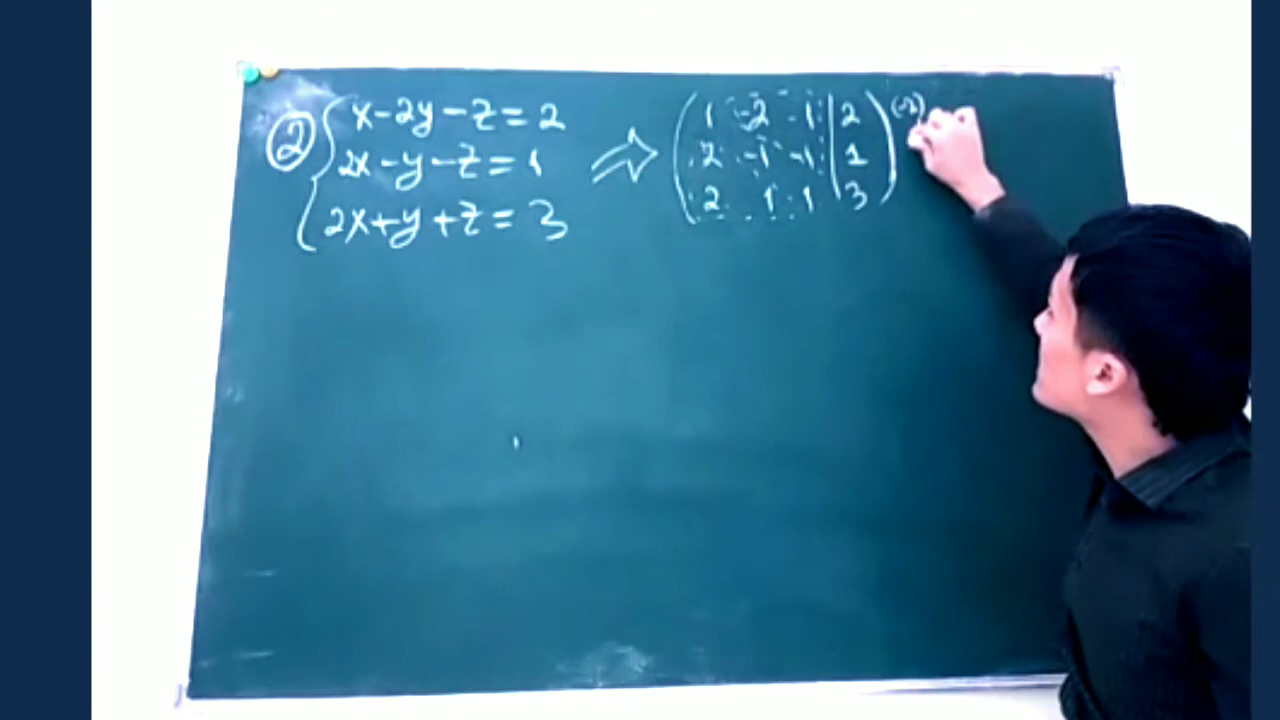 ② x-2y-z=2
2x-y-z=1
2x+y+z=3
⇒
1 -2 -1 | 2 (-2)
2 -1 -1 | 1
2 1 1 | 3